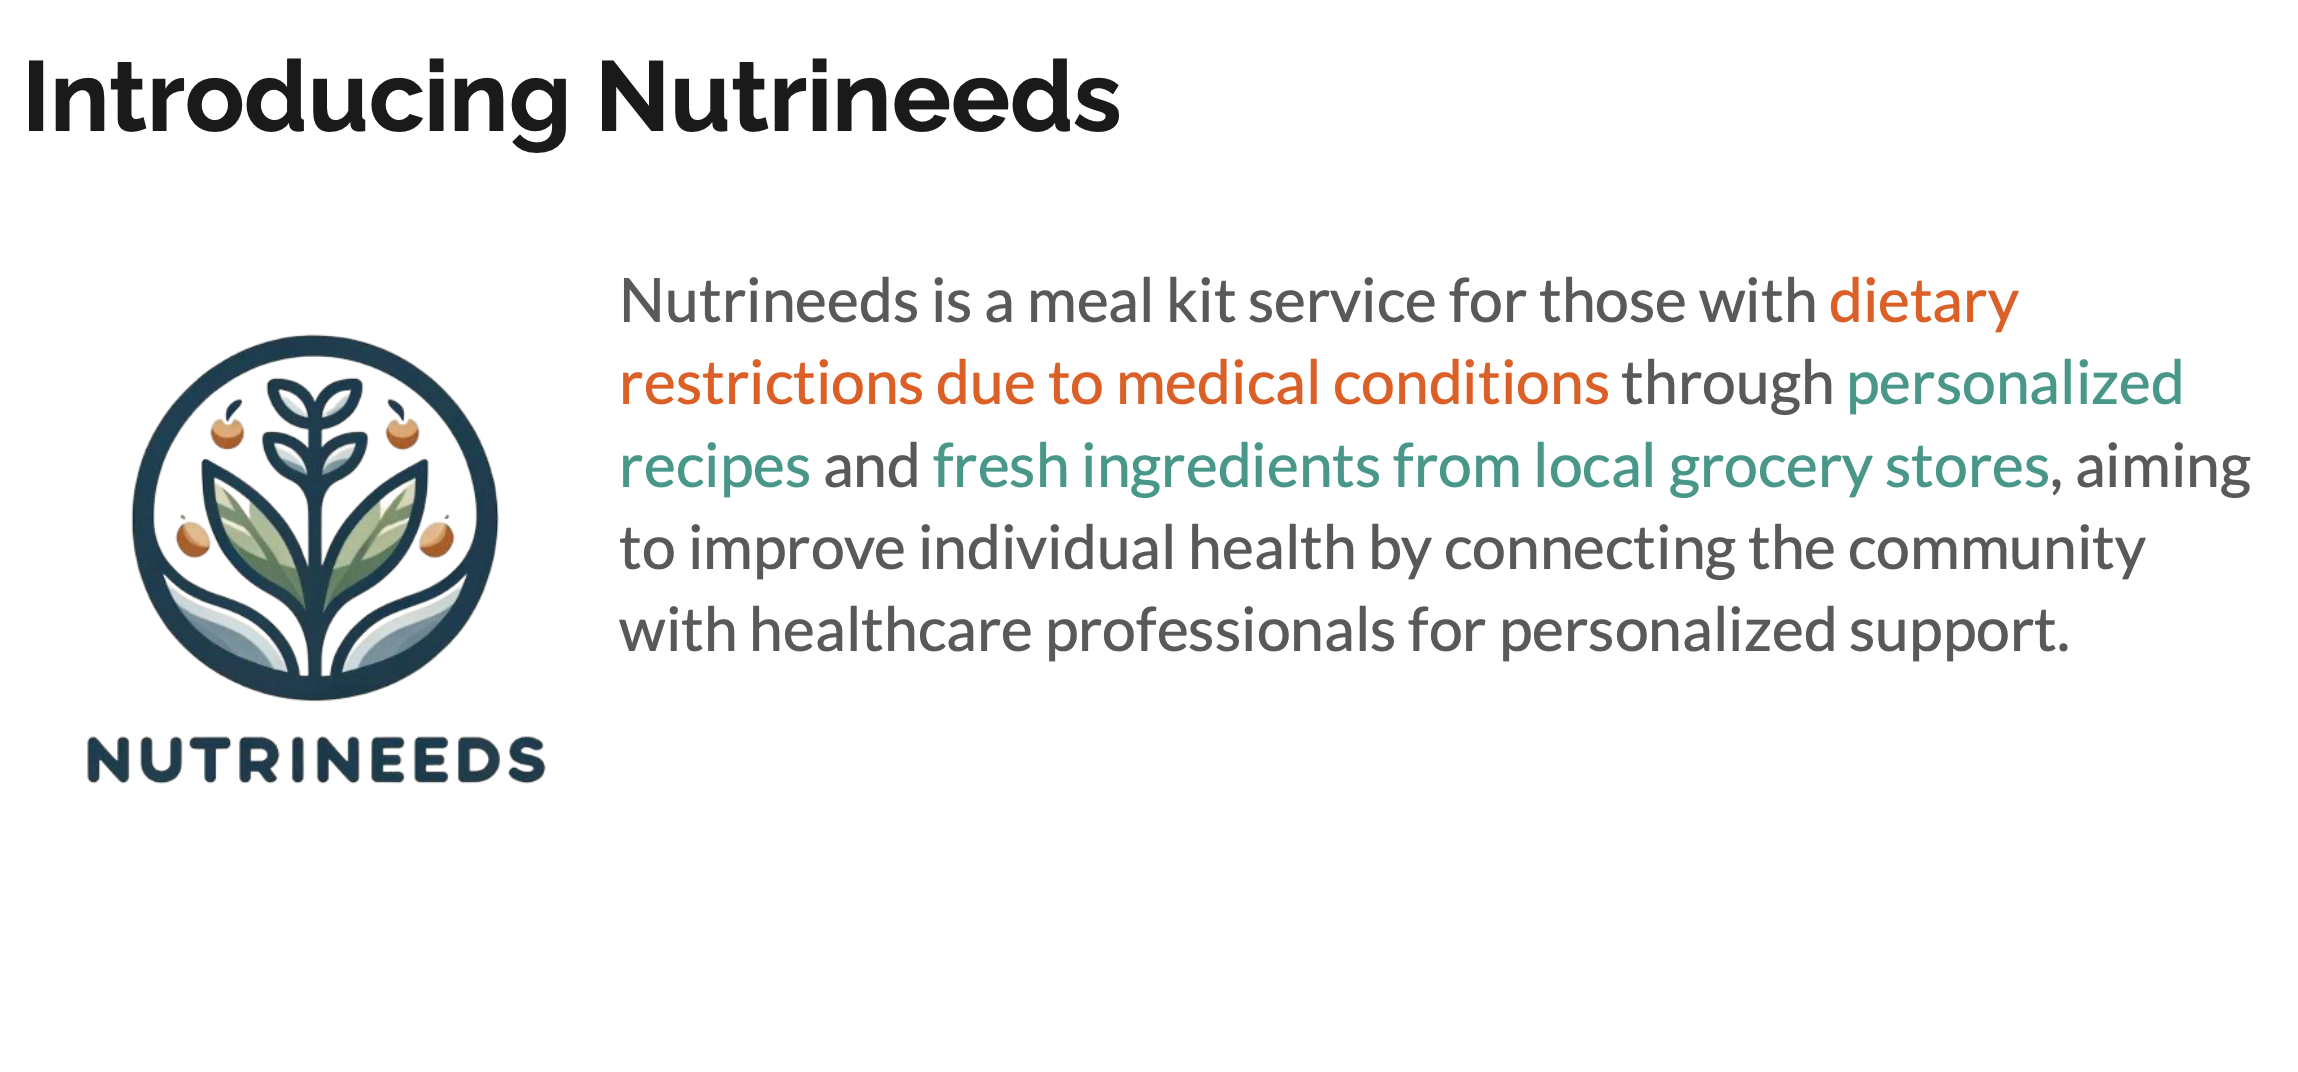 Introducing Nutrineeds
Nutrineeds is a meal kit service for those with dietary
restrictions due to medical conditions through personalized
recipes and fresh ingredients from local grocery stores, aiming
to improve individual health by connecting the community
with healthcare professionals for personalized support.
NUTRINEEDS